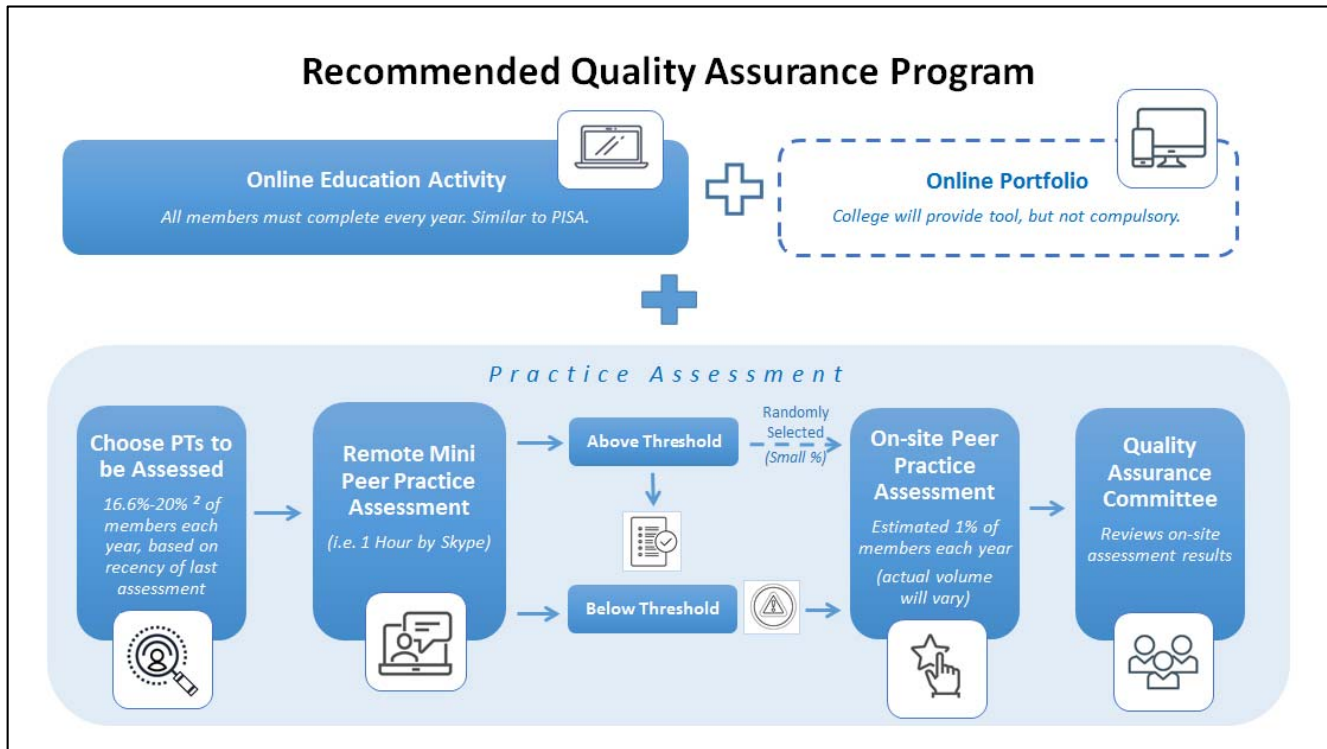 Recommended Quality Assurance Program
Online Education Activity
All members must complete every year. Similar to PISA.
Online Portfolio
College will provide tool, but not compulsory.
Practice Assessment
Choose PTs to
be Assessed
16.6%-20% ² of
members each
year, based on
recency of last
assessment
Remote Mini
Peer Practice
Assessment
(i.e. 1 Hour by Skype)
Above Threshold
Randomly
Selected
(Small %)
Below Threshold
On-site Peer
Practice
Assessment
Estimated 1% of
members each year
(actual volume
will vary)
Quality
Assurance
Committee
Reviews on-site
assessment results